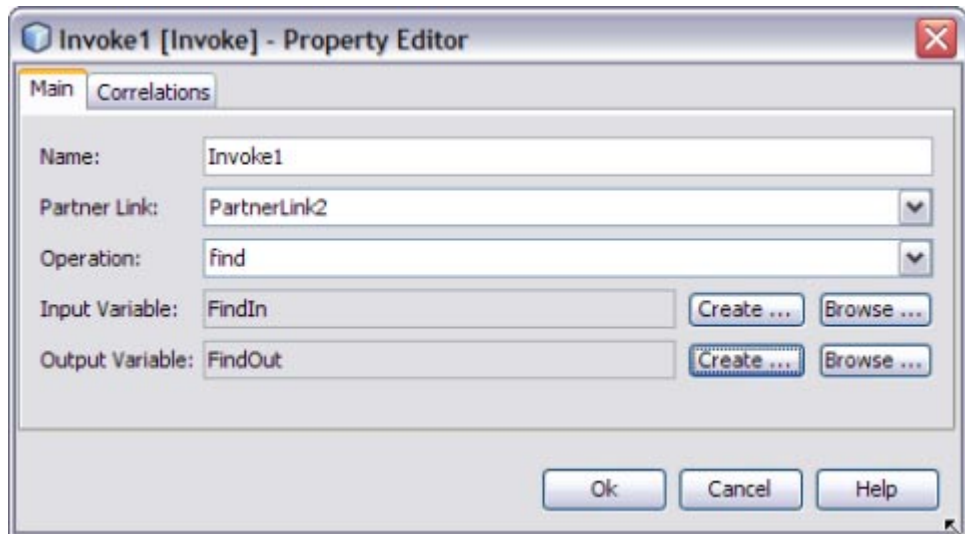 Invoke1 [Invoke] - Property Editor
Main Correlations
Name: Invoke1
Partner Link: PartnerLink2
Operation: find
Input Variable: FindIn Create ... Browse ...
Output Variable: FindOut Create ... Browse ...
Ok Cancel Help